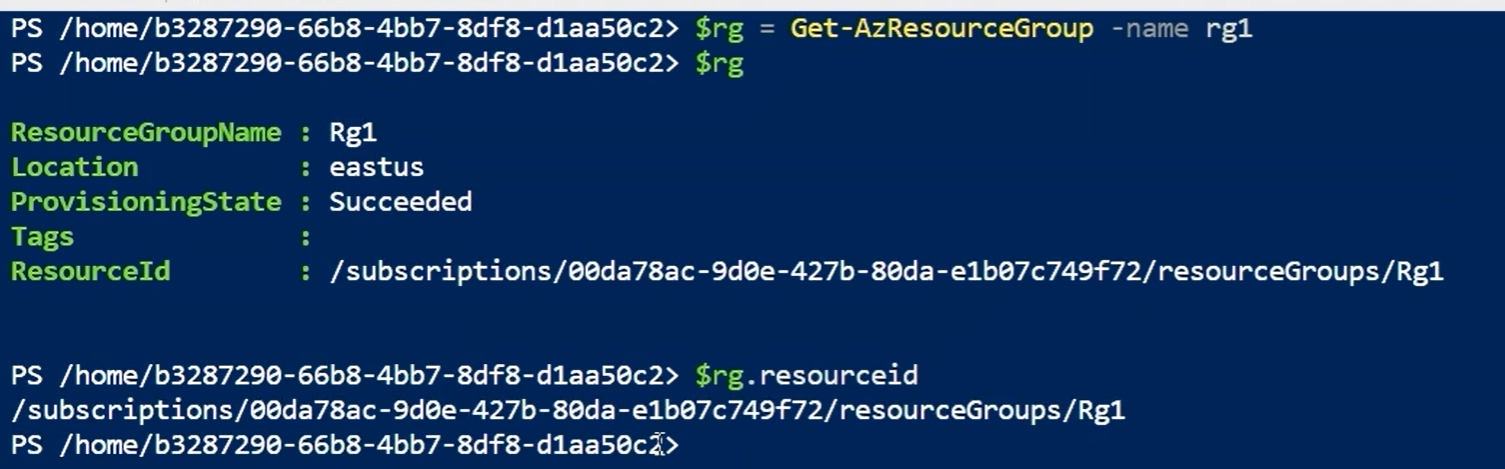 PS /home/b3287290-66b8-4bb7-8df8-d1aa50c2> $rg = Get-AzResourceGroup -name rg1
PS /home/b3287290-66b8-4bb7-8df8-d1aa50c2> $rg
ResourceGroupName : Rg1
Location : eastus
ProvisioningState : Succeeded
Tags :
ResourceId : /subscriptions/00da78ac-9d0e-427b-80da-e1b07c749f72/resourceGroups/Rg1
PS /home/b3287290-66b8-4bb7-8df8-d1aa50c2> $rg.resourceid
/subscriptions/00da78ac-9d0e-427b-80da-e1b07c749f72/resourceGroups/Rg1
PS /home/b3287290-66b8-4bb7-8df8-d1aa50c2>